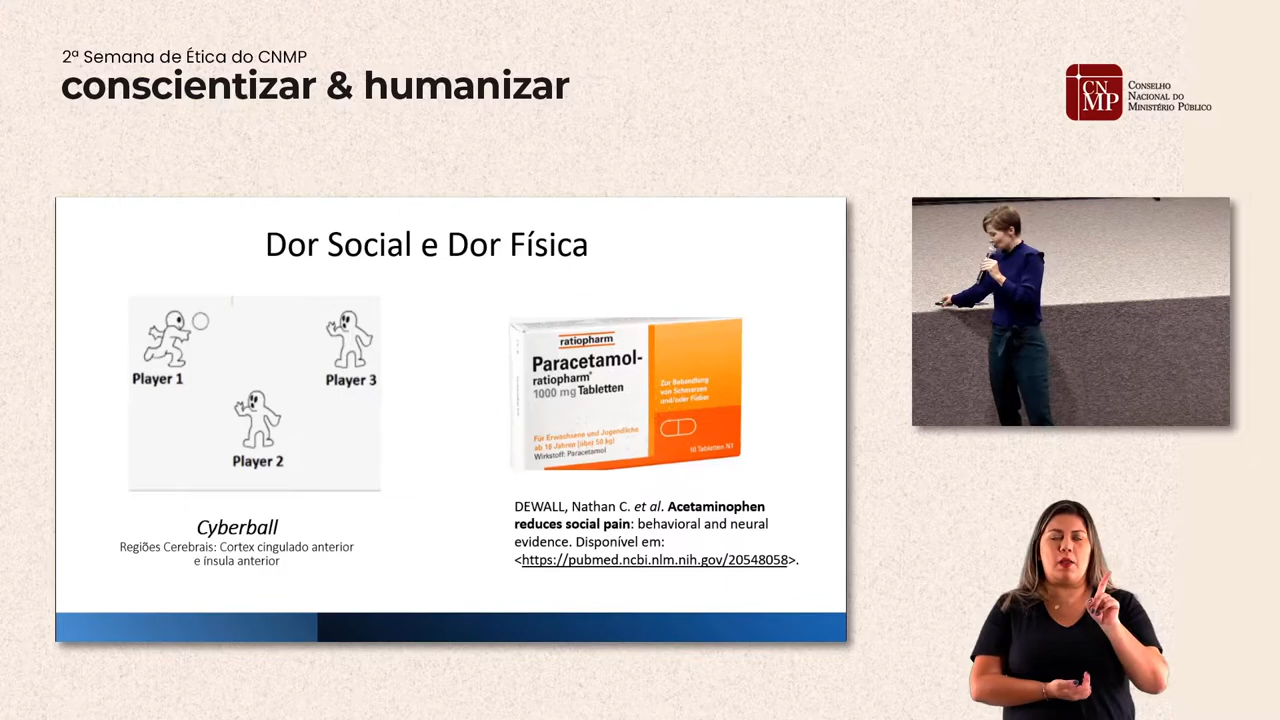 2ª Semana de Ética do CNMP
conscientizar & humanizar
CN
MP
CONSELHO
NACIONAL DO
MINISTÉRIO PÚBLICO
Dor Social e Dor Física
Player 1
Player 3
Player 2
Cyberball
Regiões Cerebrais: Cortex cingulado anterior
e ínsula anterior
ratiopharm
Paracetamol-
ratiopharm®
1000 mg Tabletten
Zur Behandlung
von Schmerzen
und/oder Fieber
Für Erwachsene und Jugendliche
ab 18 Jahren (über 50 kg)
Wirkstoff: Paracetamol
10 Tabletten N1
DEWALL, Nathan C. et al. Acetaminophen
reduces social pain: behavioral and neural
evidence. Disponível em:
<https://pubmed.ncbi.nlm.nih.gov/20548058>.